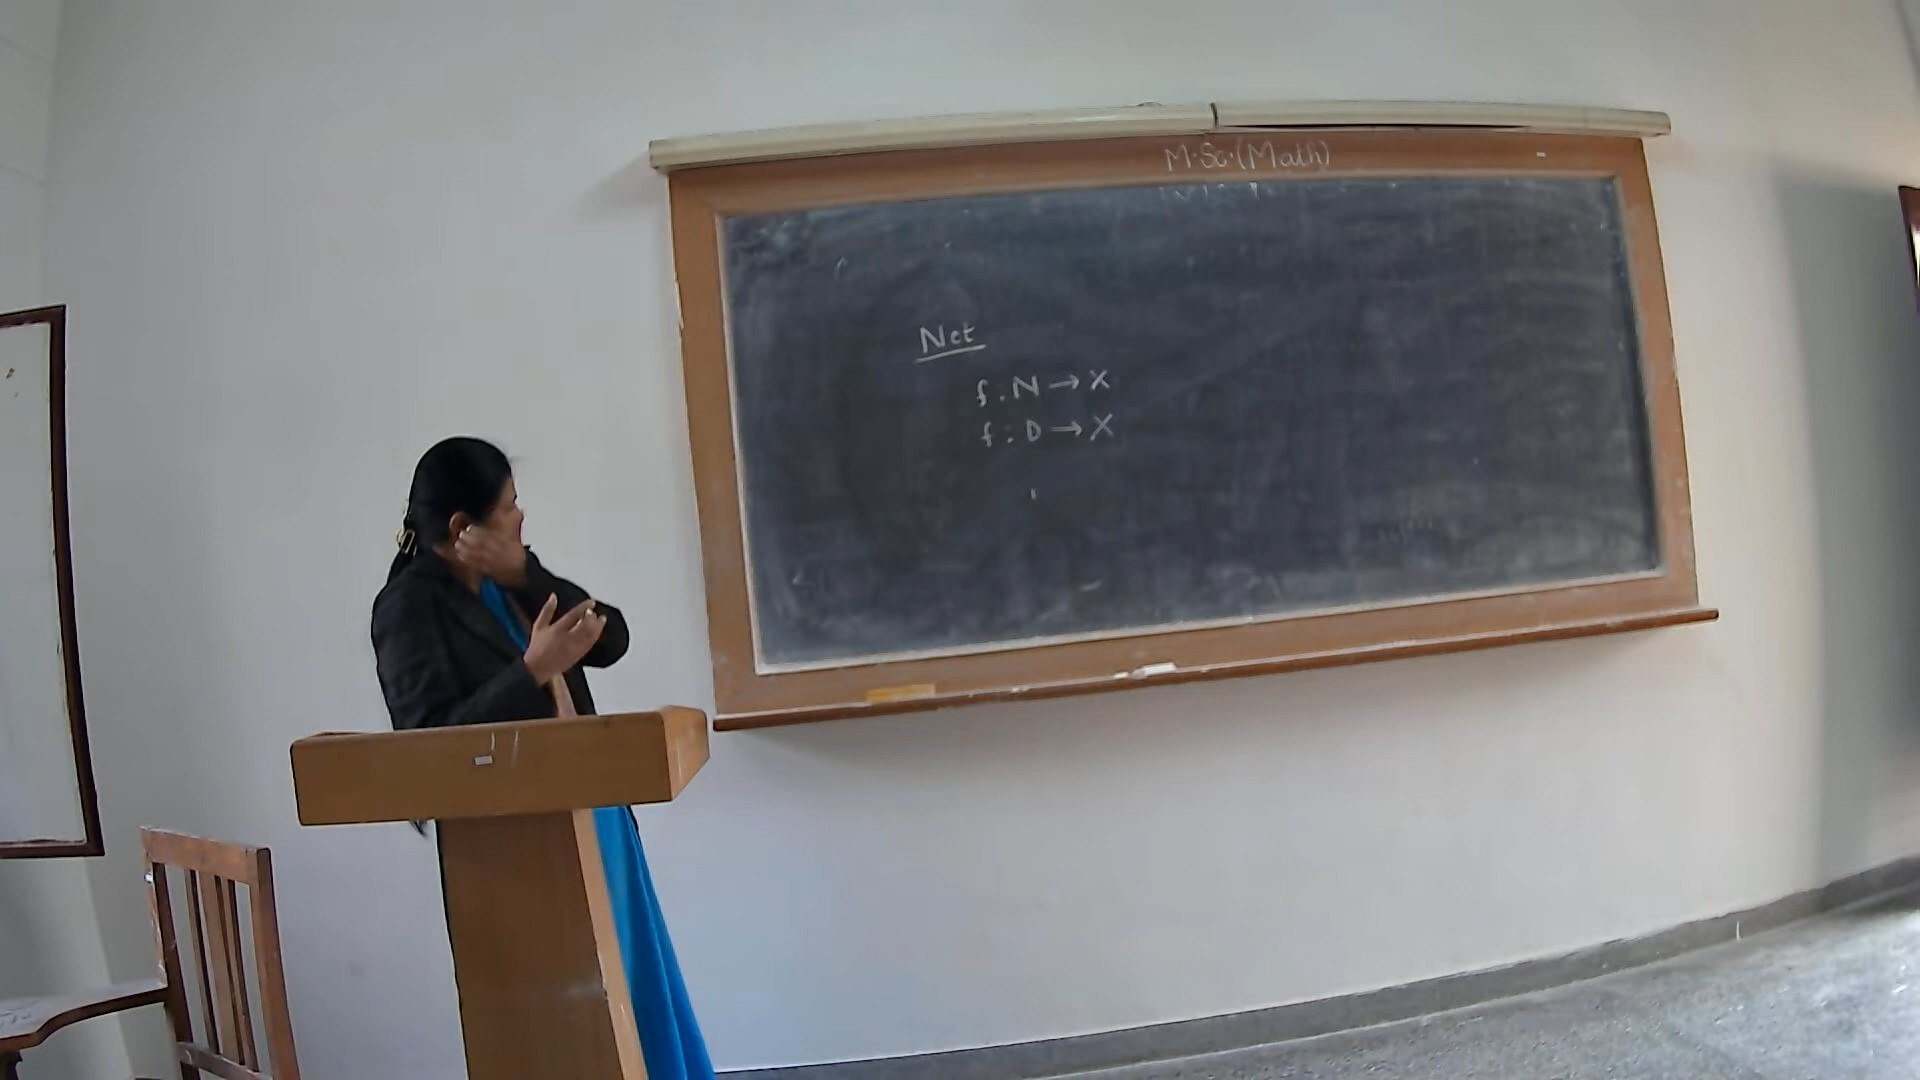 M.Sc.(Math)
Net
f : N → X
f : D → X